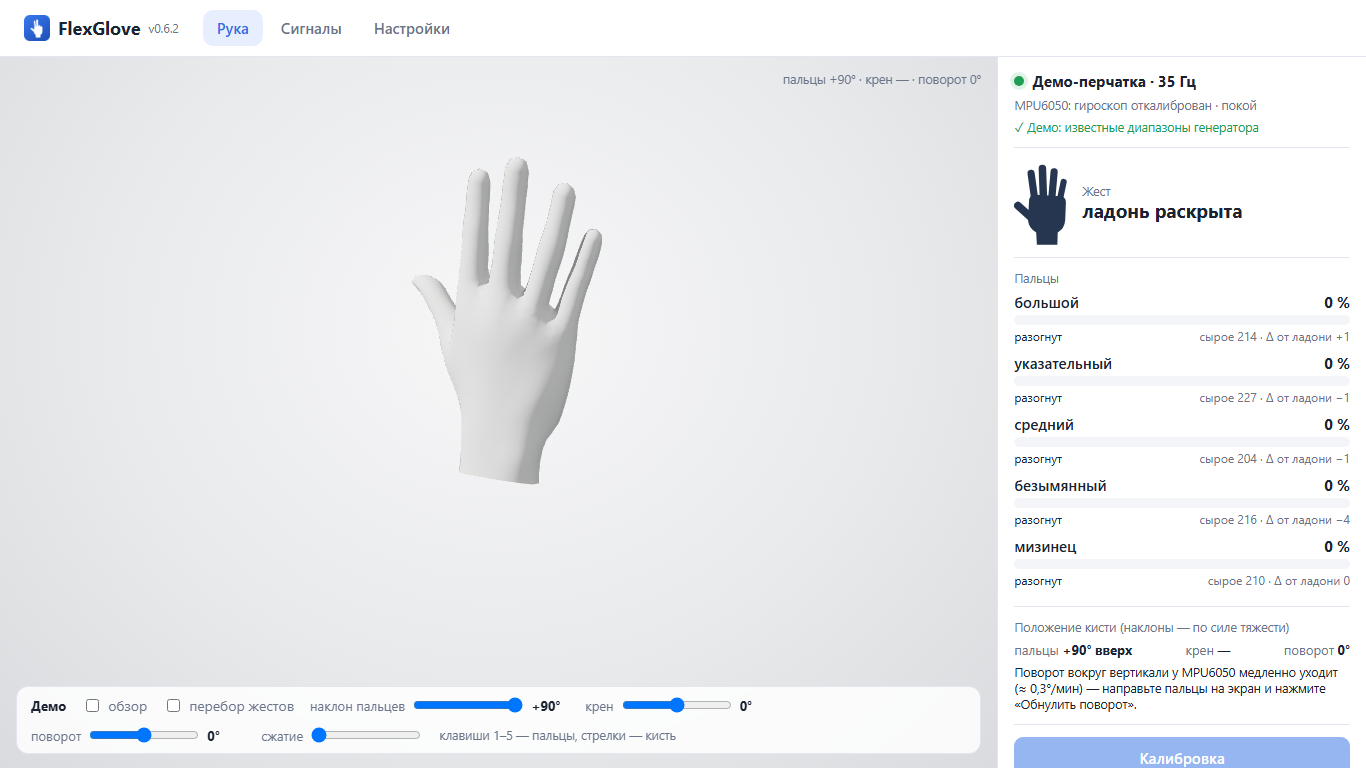 FlexGlove v0.6.2 Рука Сигналы Настройки
пальцы +90° · крен — · поворот 0°
Демо-перчатка · 35 Гц
MPU6050: гироскоп откалиброван · покой
✓ Демо: известные диапазоны генератора
Жест
ладонь раскрыта
Пальцы
большой 0 %
разогнут сырое 214 · Δ от ладони +1
указательный 0 %
разогнут сырое 227 · Δ от ладони −1
средний 0 %
разогнут сырое 204 · Δ от ладони −1
безымянный 0 %
разогнут сырое 216 · Δ от ладони −4
мизинец 0 %
разогнут сырое 210 · Δ от ладони 0
Положение кисти (наклоны — по силе тяжести)
пальцы +90° вверх крен — поворот 0°
Поворот вокруг вертикали у MPU6050 медленно уходит
(≈ 0,3°/мин) — направьте пальцы на экран и нажмите
«Обнулить поворот».
Калибровка
Демо обзор перебор жестов наклон пальцев +90° крен 0°
поворот 0° сжатие клавиши 1–5 — пальцы, стрелки — кисть